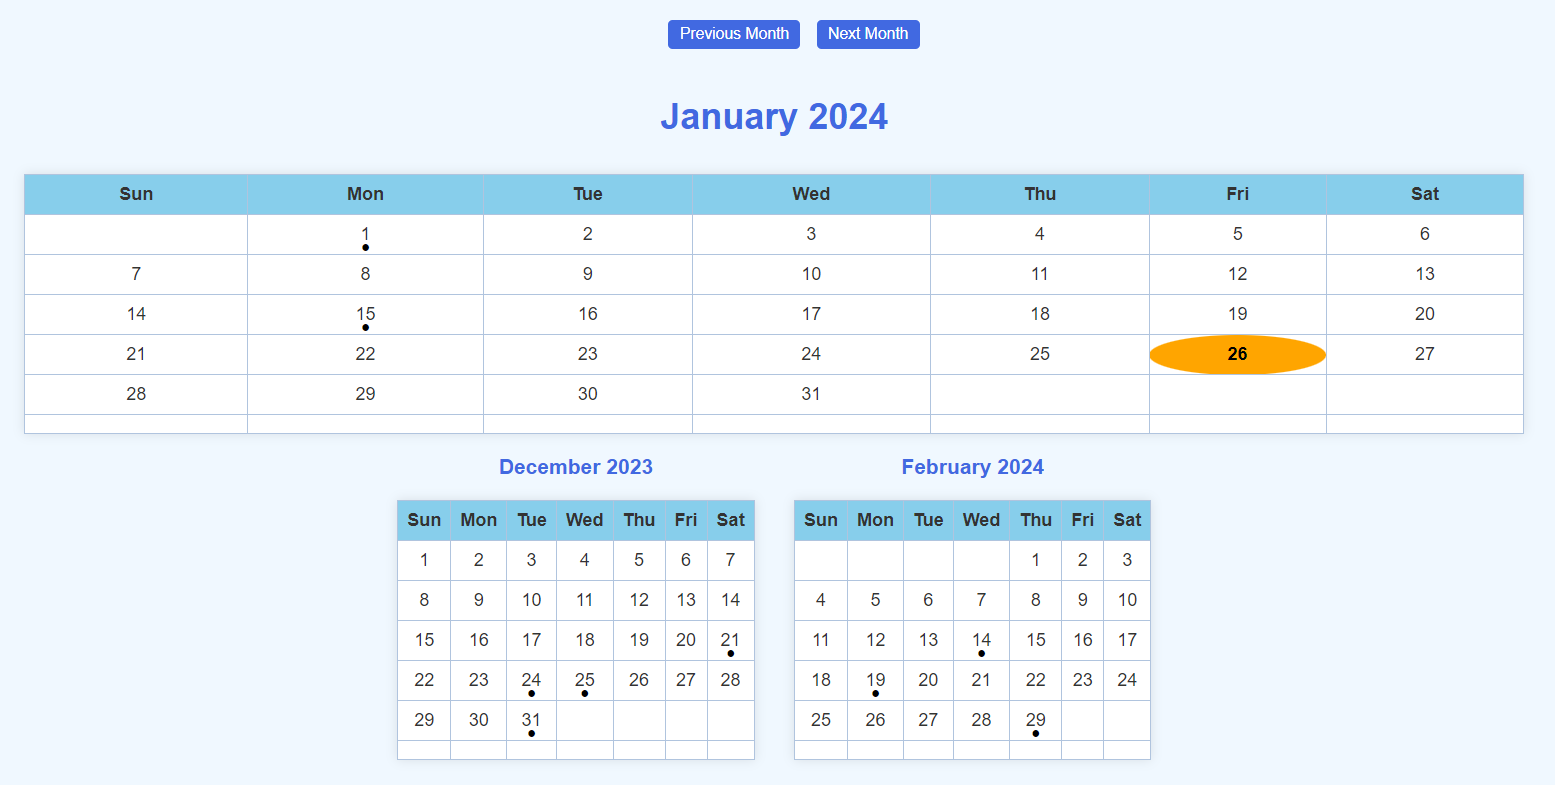 Previous Month Next Month
January 2024
Sun Mon Tue Wed Thu Fri Sat
1 2 3 4 5 6
7 8 9 10 11 12 13
14 15 16 17 18 19 20
21 22 23 24 25 26 27
28 29 30 31
December 2023
Sun Mon Tue Wed Thu Fri Sat
1 2 3 4 5 6 7
8 9 10 11 12 13 14
15 16 17 18 19 20 21
22 23 24 25 26 27 28
29 30 31
February 2024
Sun Mon Tue Wed Thu Fri Sat
1 2 3
4 5 6 7 8 9 10
11 12 13 14 15 16 17
18 19 20 21 22 23 24
25 26 27 28 29